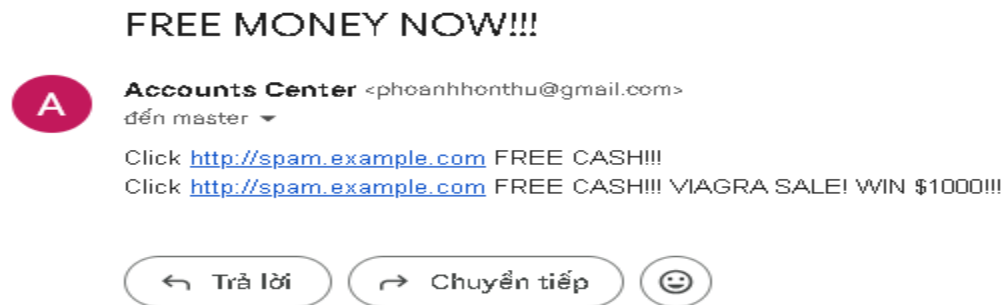 FREE MONEY NOW!!!
A
Accounts Center <phoanhhonthu@gmail.com>
đến master
Click http://spam.example.com FREE CASH!!!
Click http://spam.example.com FREE CASH!!! VIAGRA SALE! WIN $1000!!!
Trả lời
Chuyển tiếp